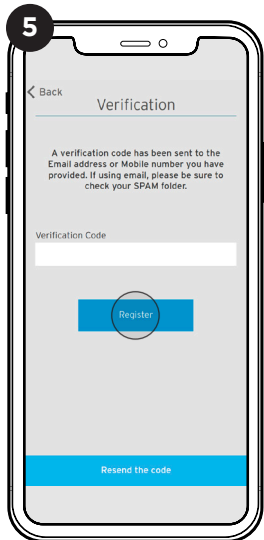 5
Back
Verification
A verification code has been sent to the
Email address or Mobile number you have
provided. If using email, please be sure to
check your SPAM folder.
Verification Code
Register
Resend the code